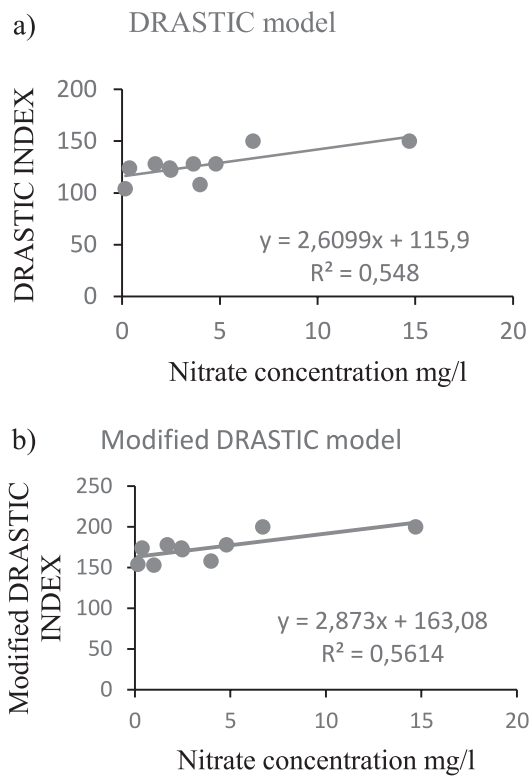 a)
DRASTIC model
DRASTIC INDEX
200
150
100
50
0
y = 2,6099x + 115,9
R² = 0,548
0 5 10 15 20
Nitrate concentration mg/l
b)
Modified DRASTIC model
Modified DRASTIC
INDEX
250
200
150
100
50
0
y = 2,873x + 163,08
R² = 0,5614
0 5 10 15 20
Nitrate concentration mg/l